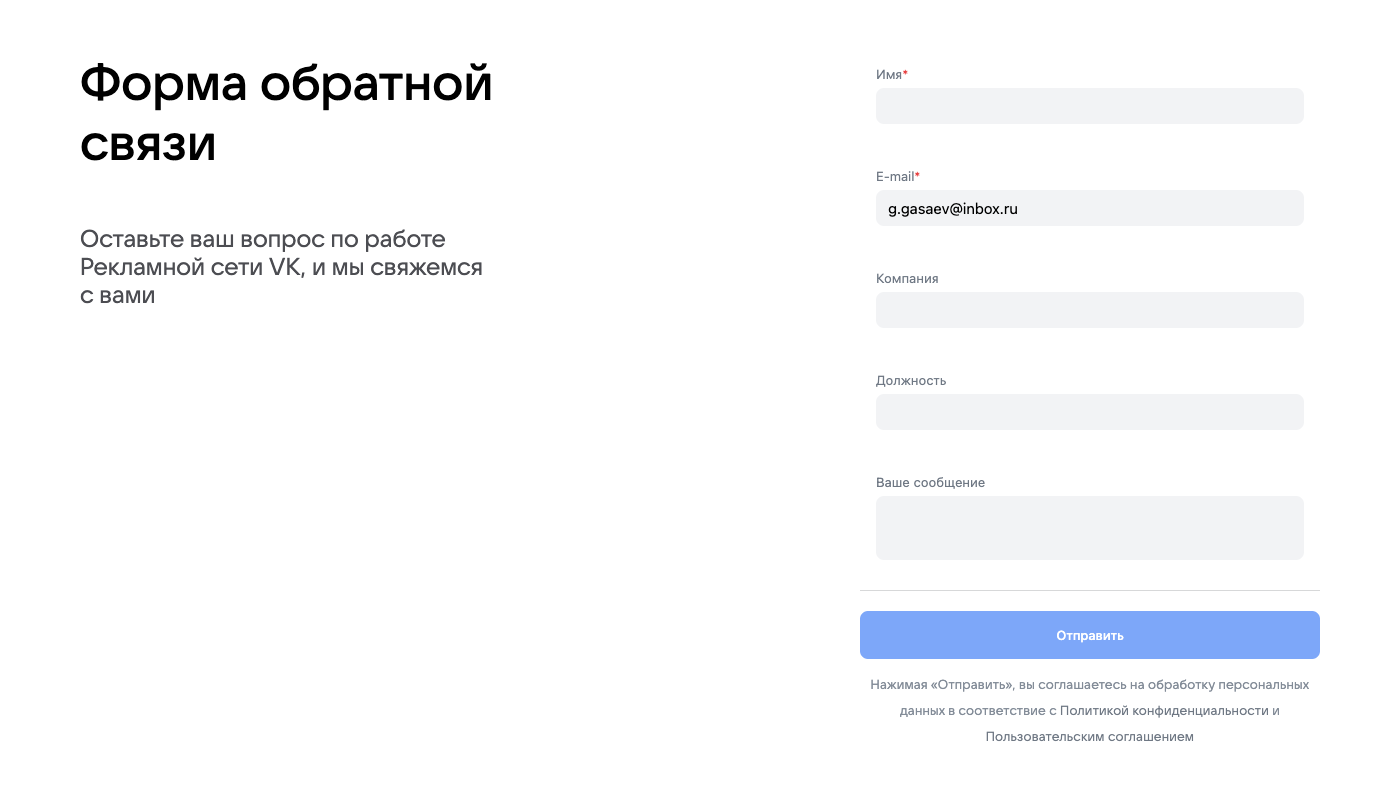 Форма обратной
связи
Оставьте ваш вопрос по работе
Рекламной сети VK, и мы свяжемся
с вами
Имя*
E-mail*
g.gasaev@inbox.ru
Компания
Должность
Ваше сообщение
Отправить
Нажимая «Отправить», вы соглашаетесь на обработку персональных
данных в соответствие с Политикой конфиденциальности и
Пользовательским соглашением